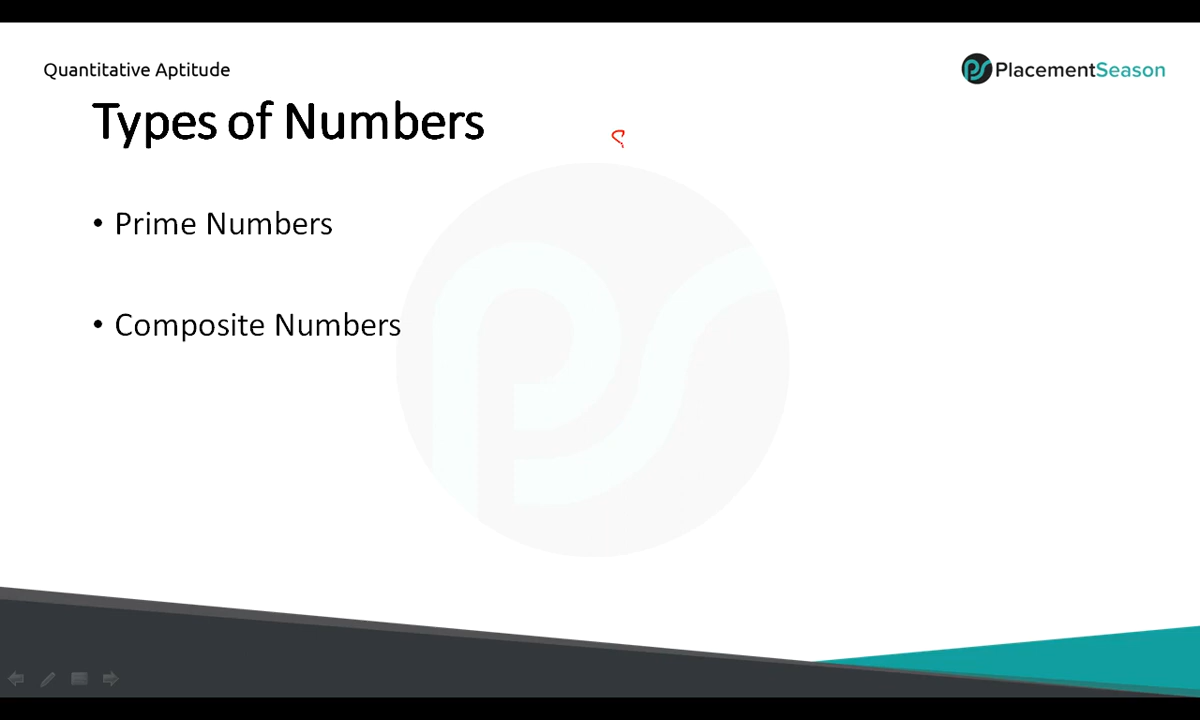 Quantitative Aptitude
PlacementSeason
Types of Numbers
• Prime Numbers
• Composite Numbers